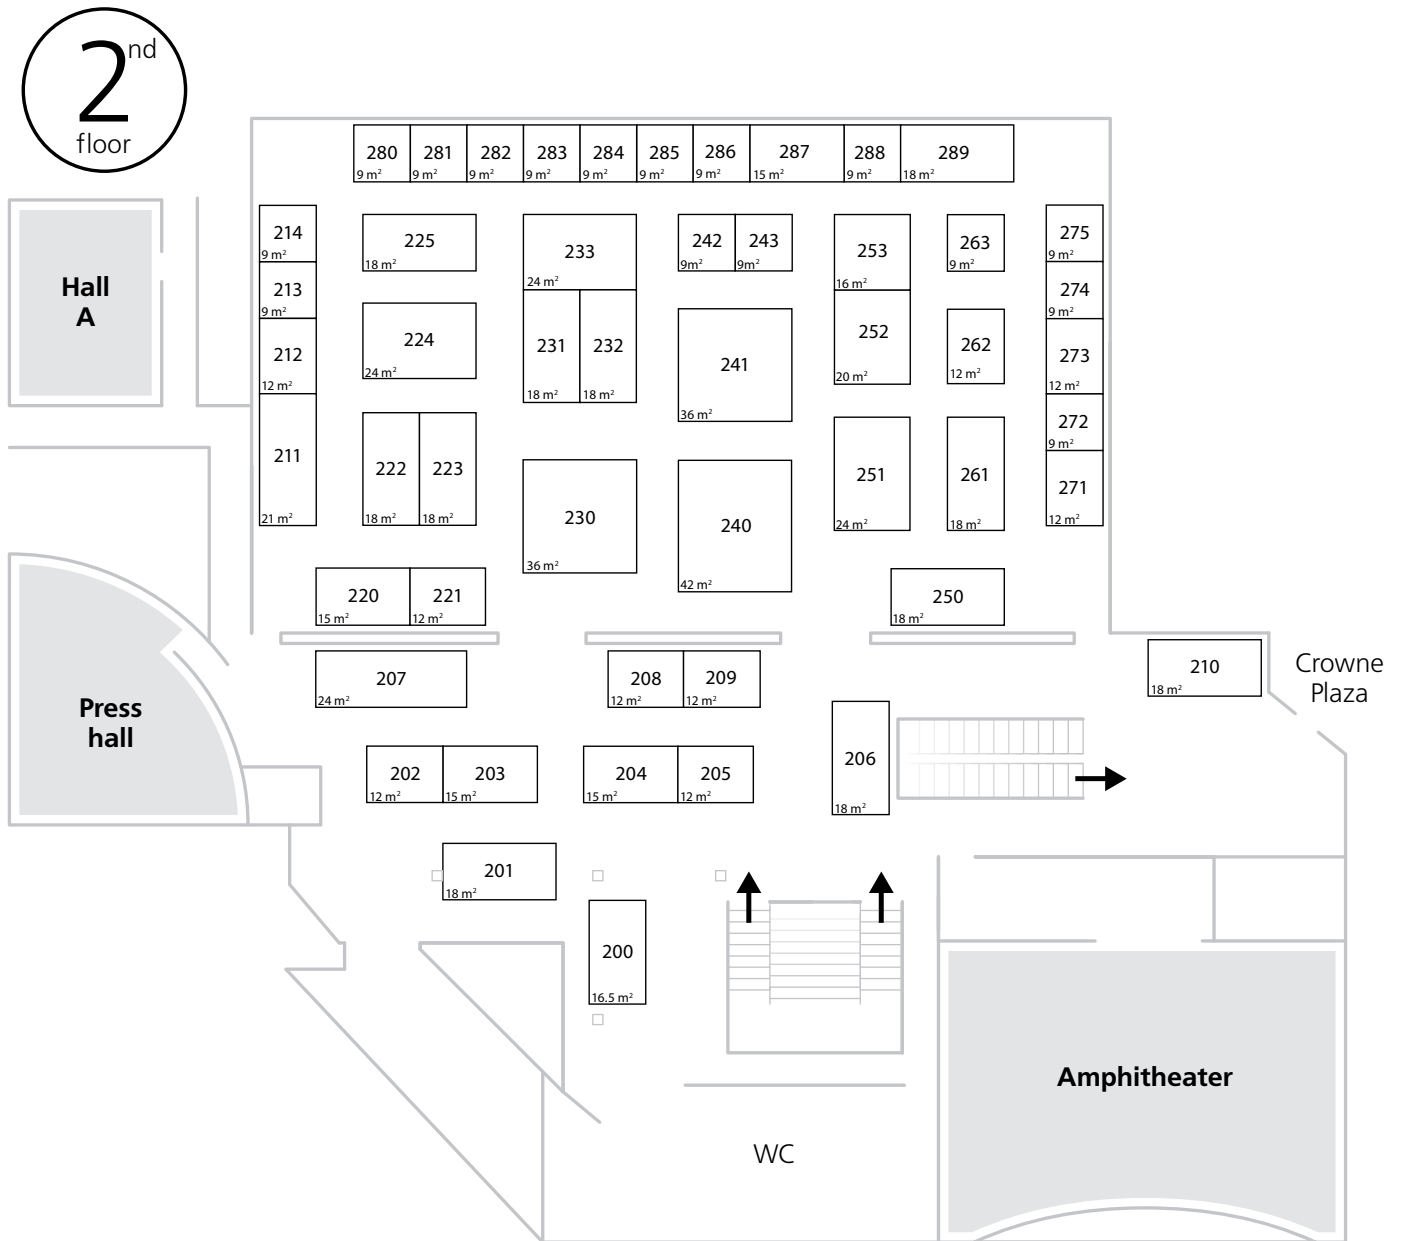 2nd
floor
280 281 282 283 284 285 286 287 288 289
9 m² 9 m² 9 m² 9 m² 9 m² 9 m² 9 m² 15 m² 9 m² 18 m²
214
9 m²
213
9 m²
212
12 m²
211
21 m²
225
18 m²
224
24 m²
222 223
18 m² 18 m²
220 221
15 m² 12 m²
233
24 m²
231 232
18 m² 18 m²
230
36 m²
242 243
9m² 9m²
241
36 m²
240
42 m²
253
16 m²
252
20 m²
251
24 m²
263
9 m²
262
12 m²
261
18 m²
250
18 m²
275
9 m²
274
9 m²
273
12 m²
272
9 m²
271
12 m²
Hall
A
Press
hall
207
24 m²
208 209
12 m² 12 m²
210
18 m²
Crowne
Plaza
202 203
12 m² 15 m²
204 205
15 m² 12 m²
206
18 m²
201
18 m²
200
16.5 m²
Amphitheater
WC